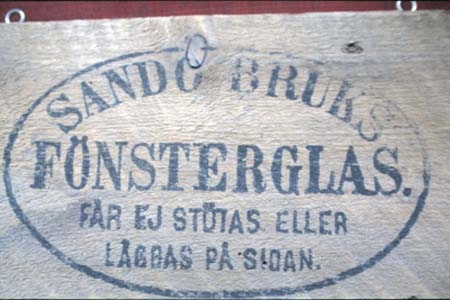 SANDÖ BRUKS
FÖNSTERGLAS.
FÅR EJ STÖTAS ELLER
LÄGGAS PÅ SIDAN.